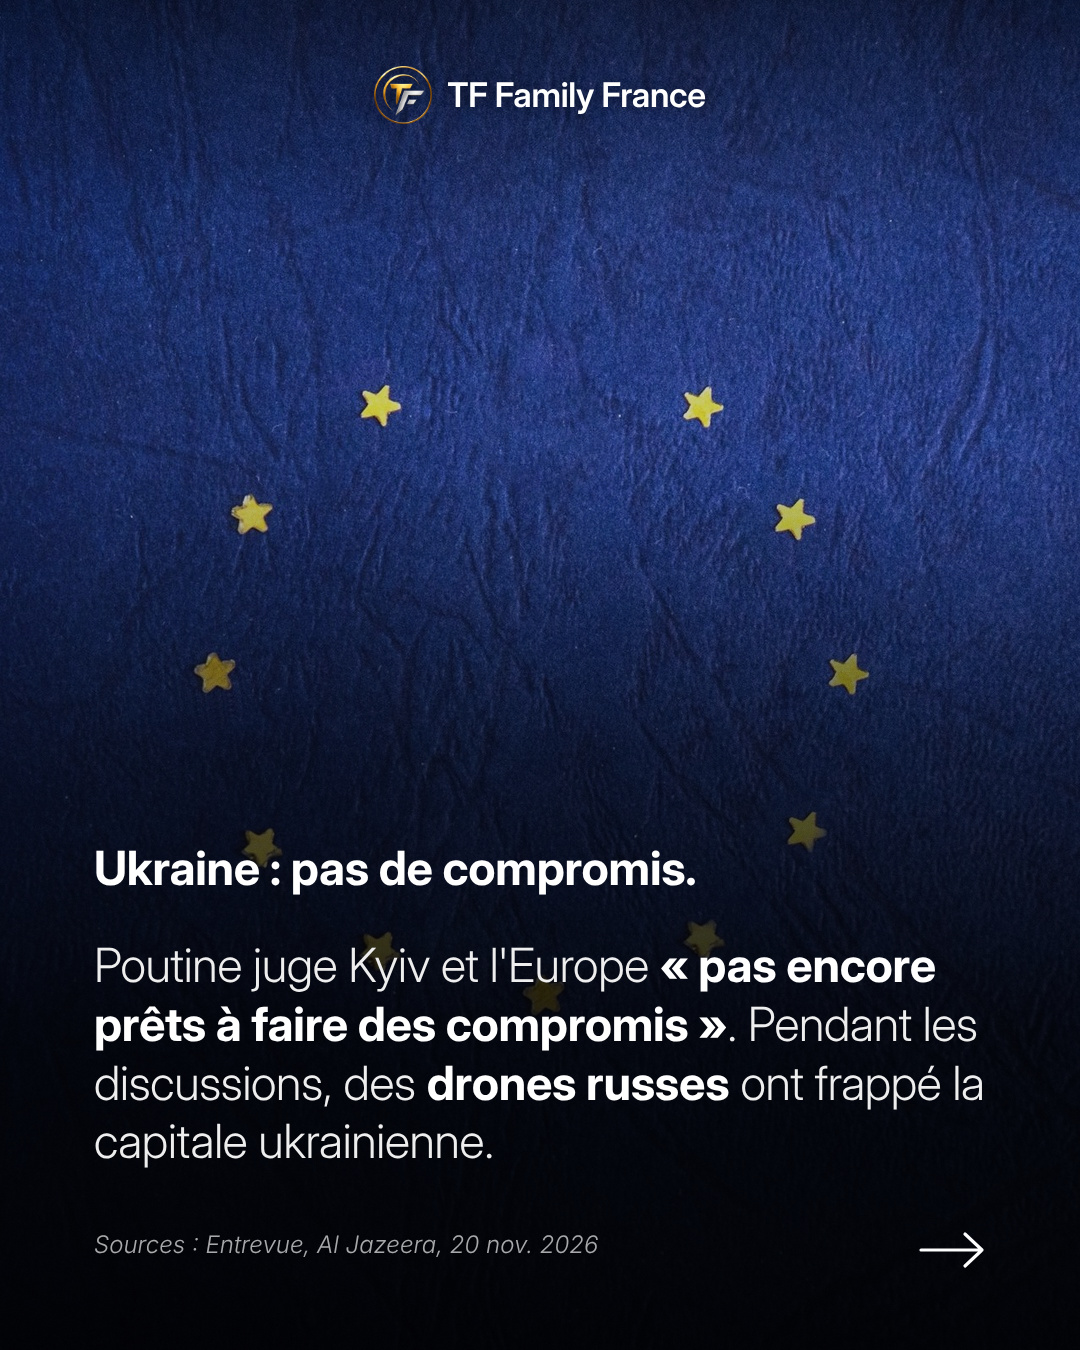 TF TF Family France
Ukraine : pas de compromis.
Poutine juge Kyiv et l'Europe « pas encore
prêts à faire des compromis ». Pendant les
discussions, des drones russes ont frappé la
capitale ukrainienne.
Sources : Entrevue, Al Jazeera, 20 nov. 2026